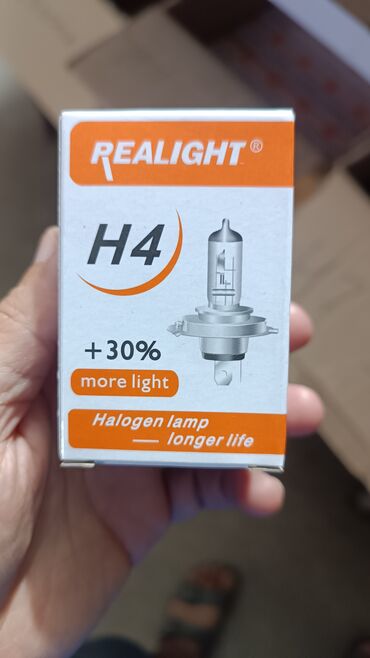 REALIGHT®
H4
+30%
more light
Halogen lamp
— longer life